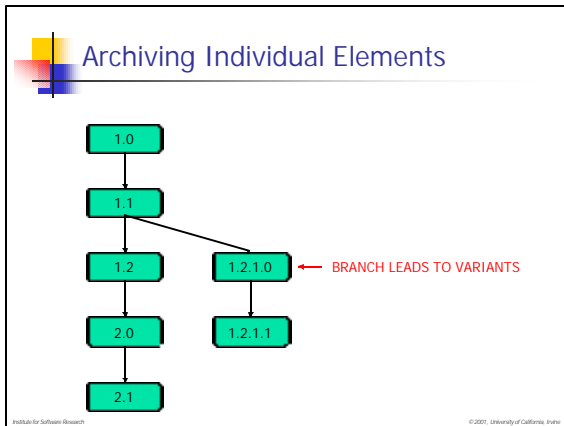 Archiving Individual Elements
1.0
1.1
1.2
1.2.1.0
BRANCH LEADS TO VARIANTS
2.0
1.2.1.1
2.1
Institute for Software Research
© 2001, University of California, Irvine